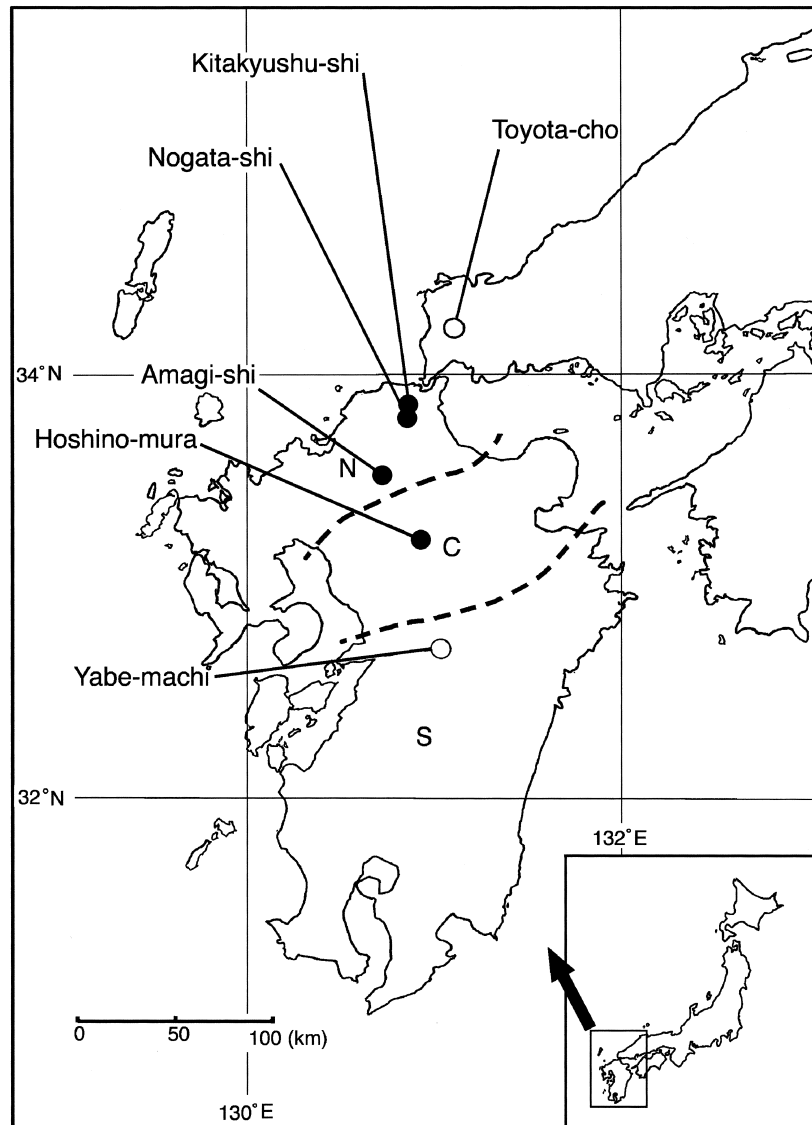 Kitakyushu-shi
Toyota-cho
Nogata-shi
34°N
Amagi-shi
Hoshino-mura
N
C
Yabe-machi
S
32°N
132°E
0 50 100 (km)
130°E